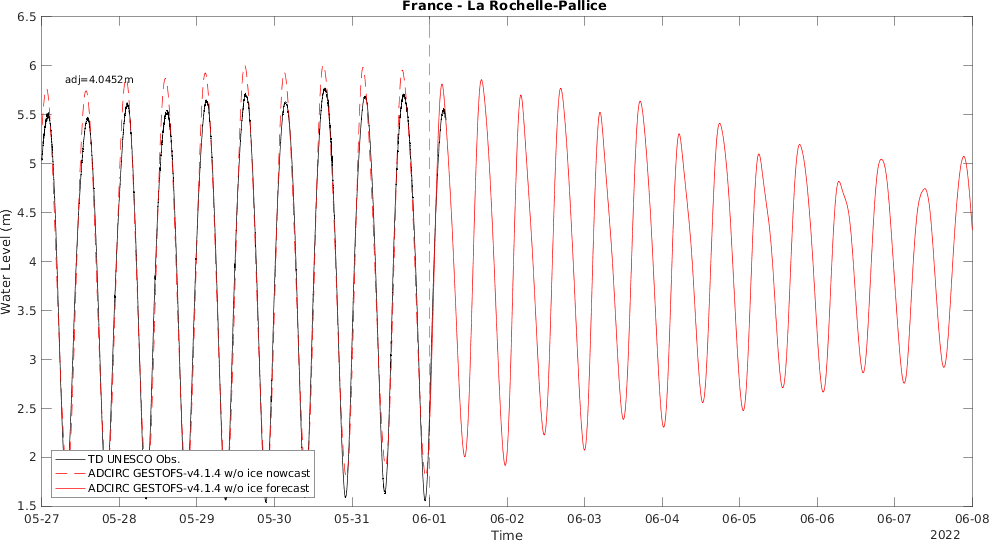 France - La Rochelle-Pallice
adj=4.0452m
Water Level (m)
6.5
6
5.5
5
4.5
4
3.5
3
2.5
2
1.5
TD UNESCO Obs.
ADCIRC GESTOFS-v4.1.4 w/o ice nowcast
ADCIRC GESTOFS-v4.1.4 w/o ice forecast
05-27 05-28 05-29 05-30 05-31 06-01 06-02 06-03 06-04 06-05 06-06 06-07 06-08
Time
2022